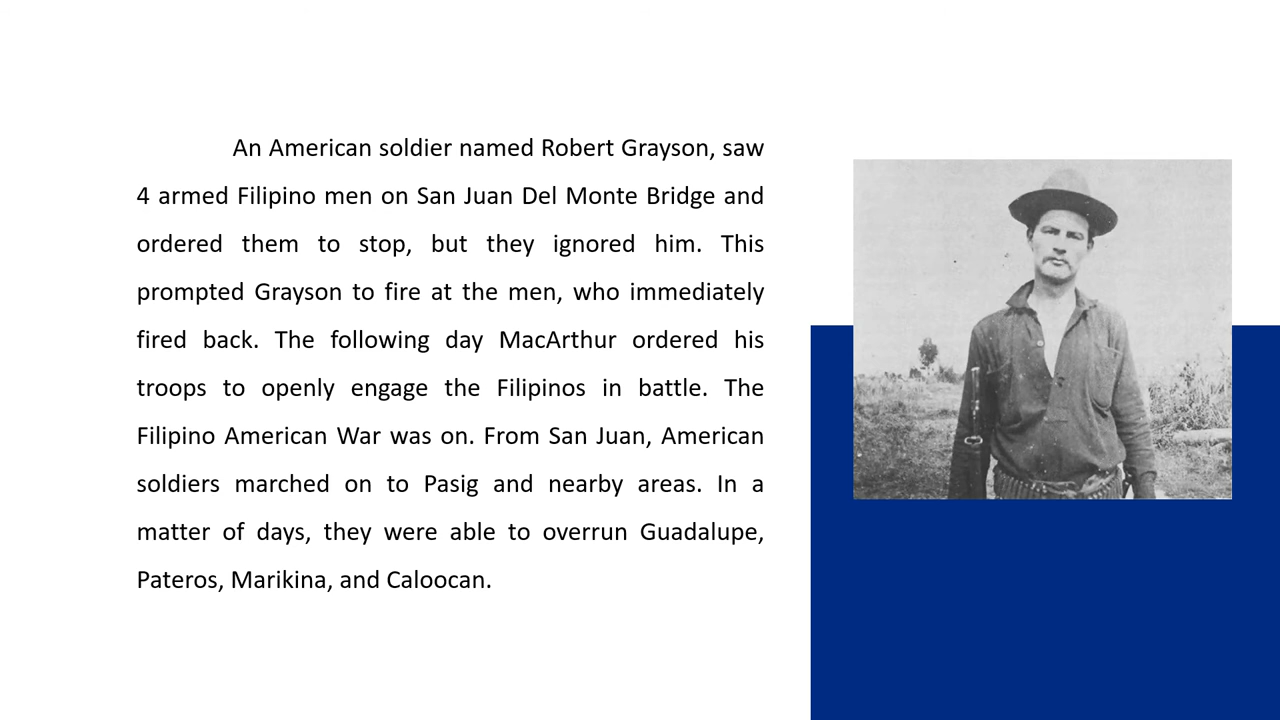 An American soldier named Robert Grayson, saw
4 armed Filipino men on San Juan Del Monte Bridge and
ordered them to stop, but they ignored him. This
prompted Grayson to fire at the men, who immediately
fired back. The following day MacArthur ordered his
troops to openly engage the Filipinos in battle. The
Filipino American War was on. From San Juan, American
soldiers marched on to Pasig and nearby areas. In a
matter of days, they were able to overrun Guadalupe,
Pateros, Marikina, and Caloocan.